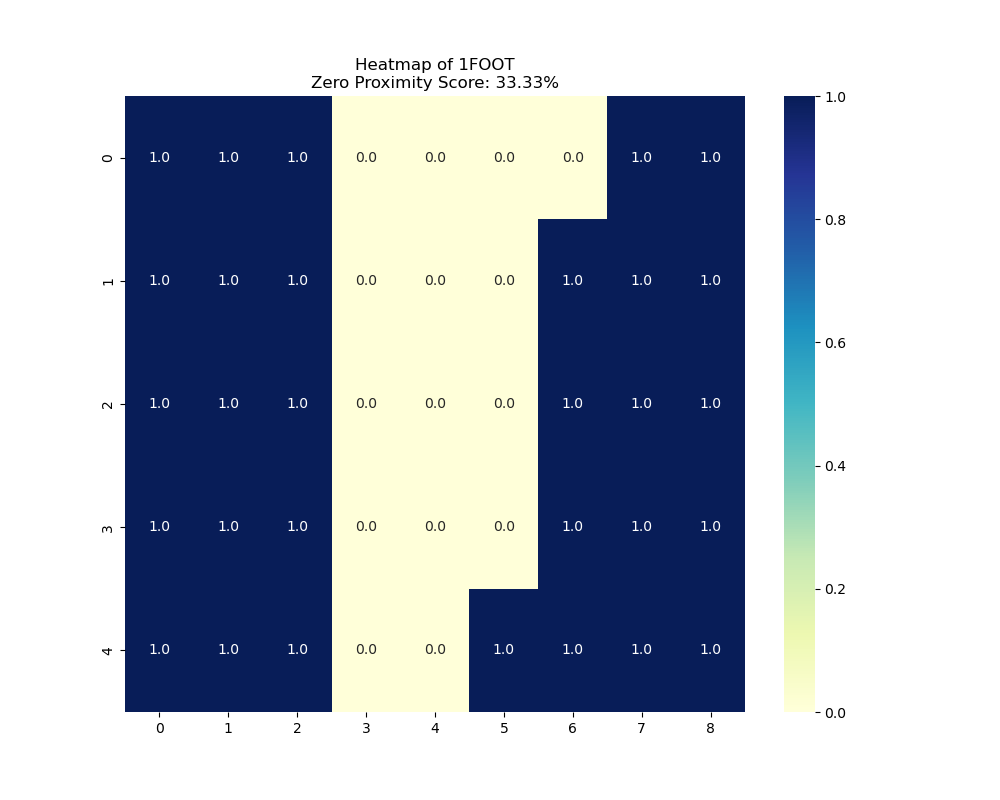 Heatmap of 1FOOT
Zero Proximity Score: 33.33%
0 1.0 1.0 1.0 0.0 0.0 0.0 0.0 1.0 1.0
1 1.0 1.0 1.0 0.0 0.0 0.0 1.0 1.0 1.0
2 1.0 1.0 1.0 0.0 0.0 0.0 1.0 1.0 1.0
3 1.0 1.0 1.0 0.0 0.0 0.0 1.0 1.0 1.0
4 1.0 1.0 1.0 0.0 0.0 1.0 1.0 1.0 1.0
0 1 2 3 4 5 6 7 8
1.0
0.8
0.6
0.4
0.2
0.0